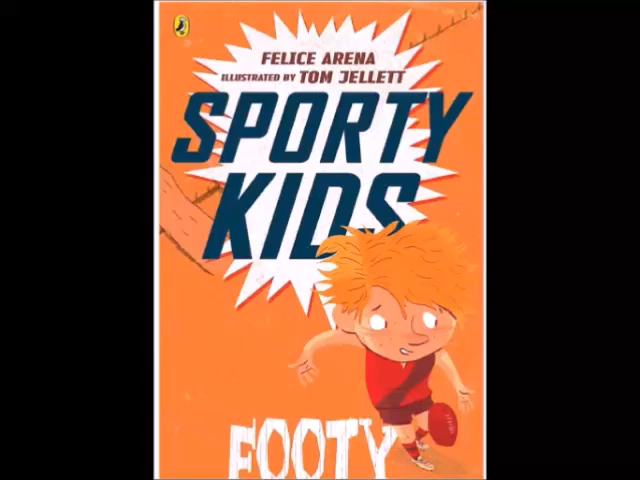 FELICE ARENA
ILLUSTRATED BY TOM JELLETT
SPORTY
KIDS
FOOTY